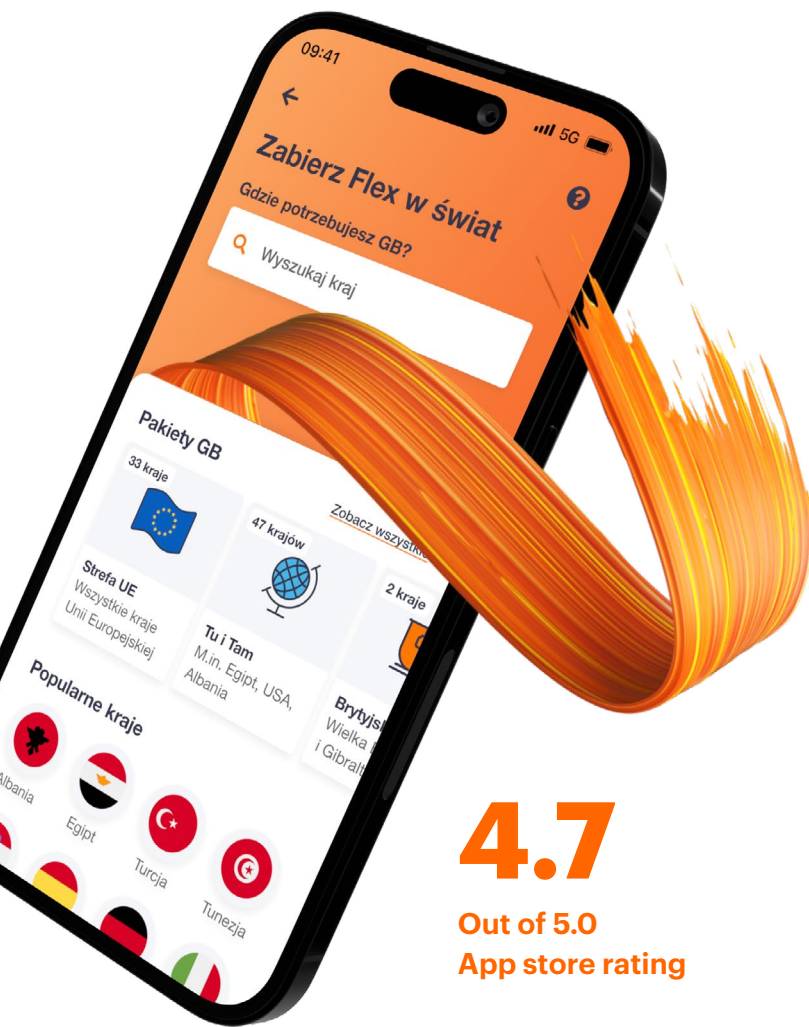 09:41
5G
Zabierz Flex w świat
?
Gdzie potrzebujesz GB?
Wyszukaj kraj
Pakiety GB
Zobacz
33 kraje
47 krajów
2 kraje
Strefa UE
Wszystkie kraje
Unii Europejskiej
Tu i Tam
M.in. Egipt, USA,
Albania
Wielka
i
Popularne kraje
Albania
Egipt
Turcja
Tunezja
4.7
Out of 5.0
App store rating